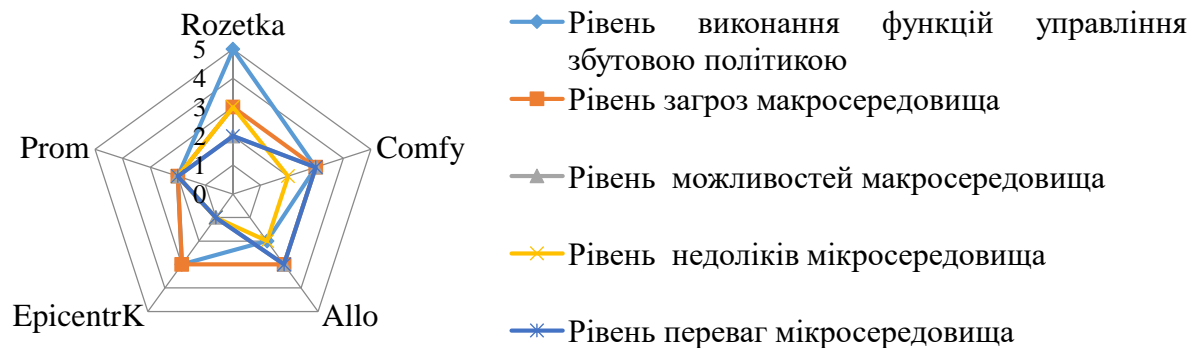 Rozetka
5
4
3
2
1
0
Comfy
Allo
EpicentrK
Prom
Рівень виконання функцій управління
збутовою політикою
Рівень загроз макросередовища
Рівень можливостей макросередовища
Рівень недоліків мікросередовища
Рівень переваг мікросередовища